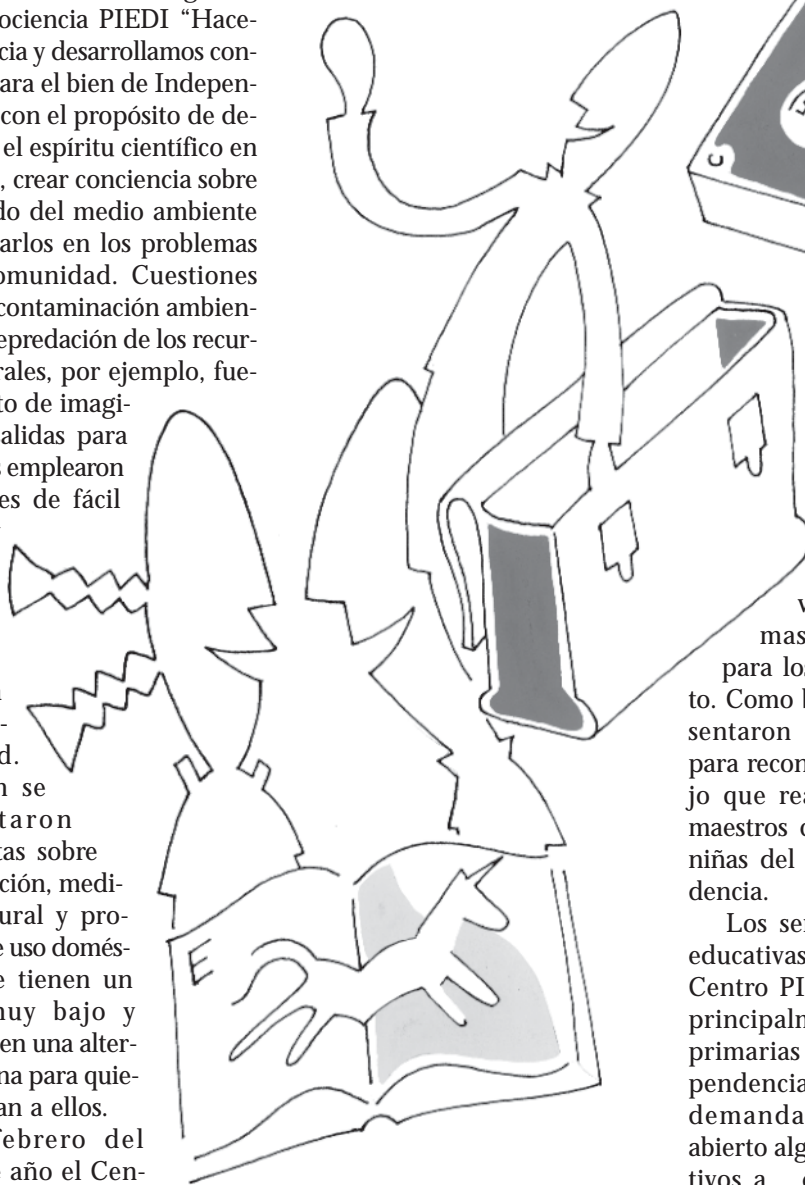 ociencia PIEDI “Hace-
cia y desarrollamos con-
ara el bien de Indepen-
con el propósito de de-
el espíritu científico en
, crear conciencia sobre
do del medio ambiente
arlos en los problemas
omunidad. Cuestiones
contaminación ambien-
epredación de los recur-
rales, por ejemplo, fue-
to de imagi-
alidas para
s emplearon
es de fácil
-
d.
n se
taron
tas sobre
ción, medi-
ural y pro-
e uso domés-
e tienen un
muy bajo y
en una alter-
na para quie-
an a ellos.
febrero del
e año el Cen-
E
mas
para los
to. Como
sentaron
para recon
jo que rea
maestros
niñas del
dencia.
Los ser
educativas
Centro PI
principalm
primarias
pendencia
demanda
abierto alg
tivos a